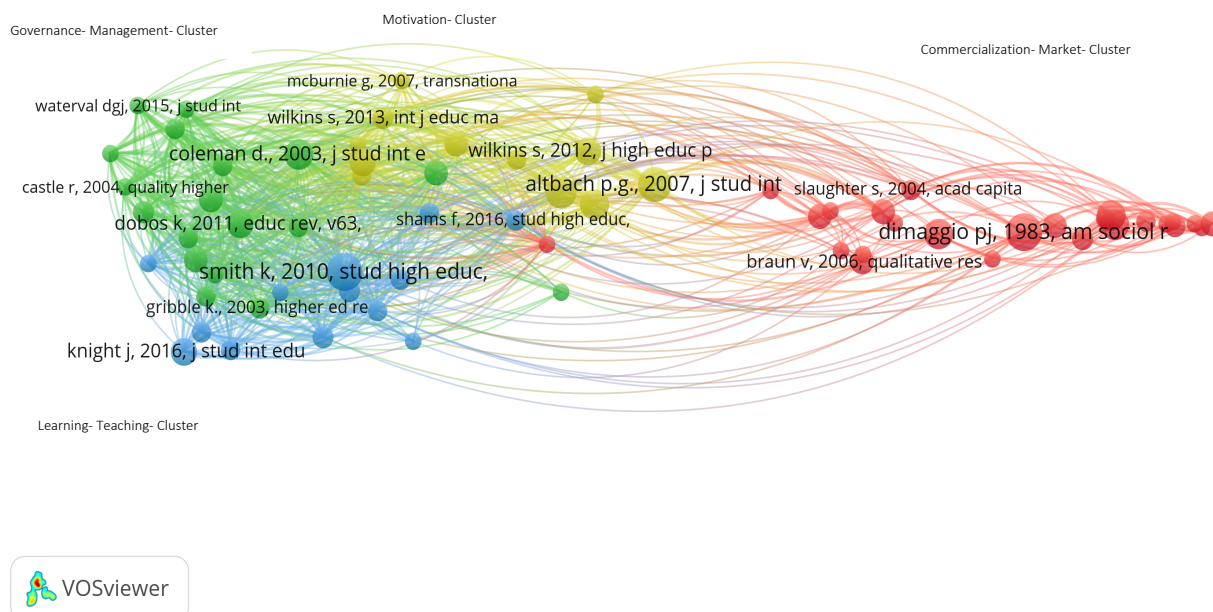 Motivation- Cluster
Governance- Management- Cluster
Commercialization- Market- Cluster
mcburnie g, 2007, transnationa
waterval dgj, 2015, j stud int
wilkins s, 2013, int j educ ma
coleman d., 2003, j stud int e
wilkins s, 2012, j high educ p
altbach p.g., 2007, j stud int
castle r, 2004, quality higher
slaughter s, 2004, acad capita
dobos k, 2011, educ rev, v63,
shams f, 2016, stud high educ,
dimaggio pj, 1983, am sociol r
braun v, 2006, qualitative res
smith k, 2010, stud high educ,
gribble k., 2003, higher ed re
knight j, 2016, j stud int edu
Learning- Teaching- Cluster
VOSviewer